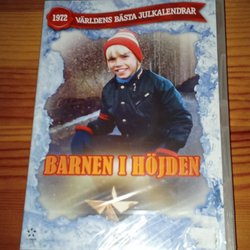 1972 VÄRLDENS BÄSTA JULKALENDRAR
BARNEN I HÖJDEN